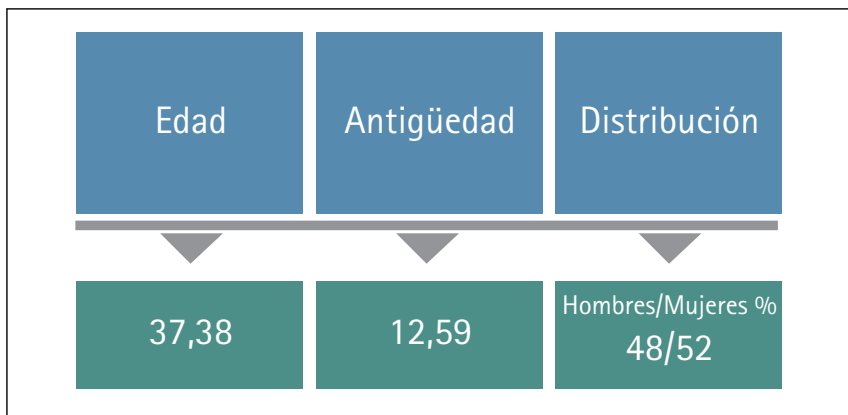 Edad
Antigüedad
Distribución
37,38
12,59
Hombres/Mujeres %
48/52